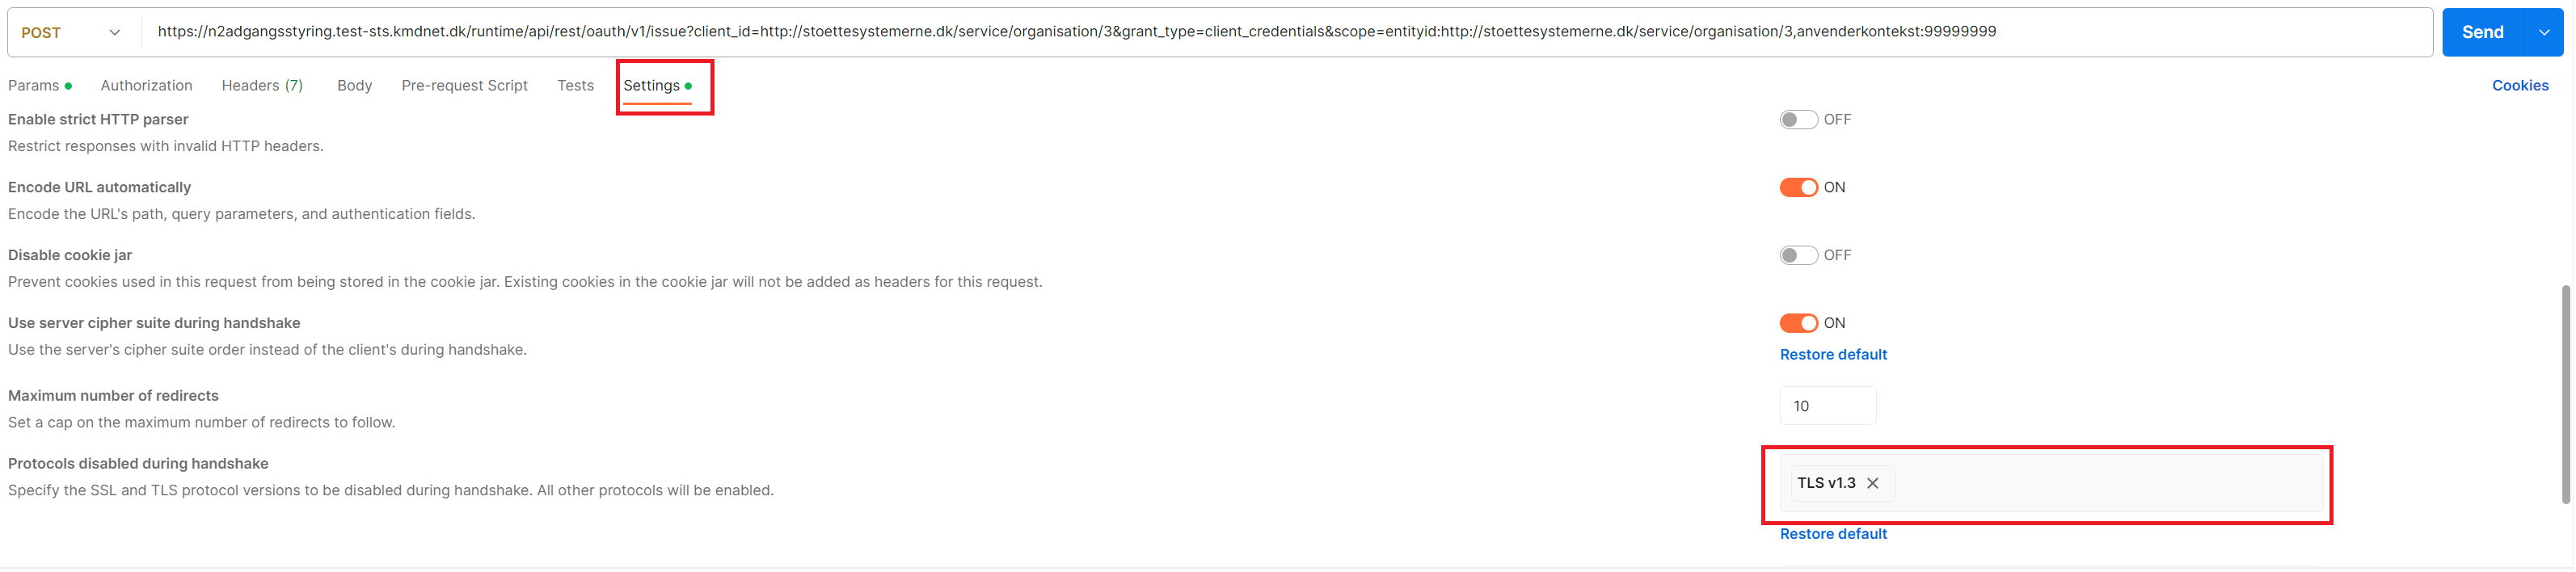 POST https://n2adgangsstyring.test-sts.kmdnet.dk/runtime/api/rest/oauth/v1/issue?client_id=http://stoettesystemerne.dk/service/organisation/3&grant_type=client_credentials&scope=entityid:http://stoettesystemerne.dk/service/organisation/3,anvenderkontekst:99999999 Send
Params Authorization Headers (7) Body Pre-request Script Tests Settings Cookies
Enable strict HTTP parser OFF
Restrict responses with invalid HTTP headers.
Encode URL automatically ON
Encode the URL's path, query parameters, and authentication fields.
Disable cookie jar OFF
Prevent cookies used in this request from being stored in the cookie jar. Existing cookies in the cookie jar will not be added as headers for this request.
Use server cipher suite during handshake ON
Use the server's cipher suite order instead of the client's during handshake.
Restore default
Maximum number of redirects 10
Set a cap on the maximum number of redirects to follow.
Protocols disabled during handshake TLS v1.3
Specify the SSL and TLS protocol versions to be disabled during handshake. All other protocols will be enabled.
Restore default